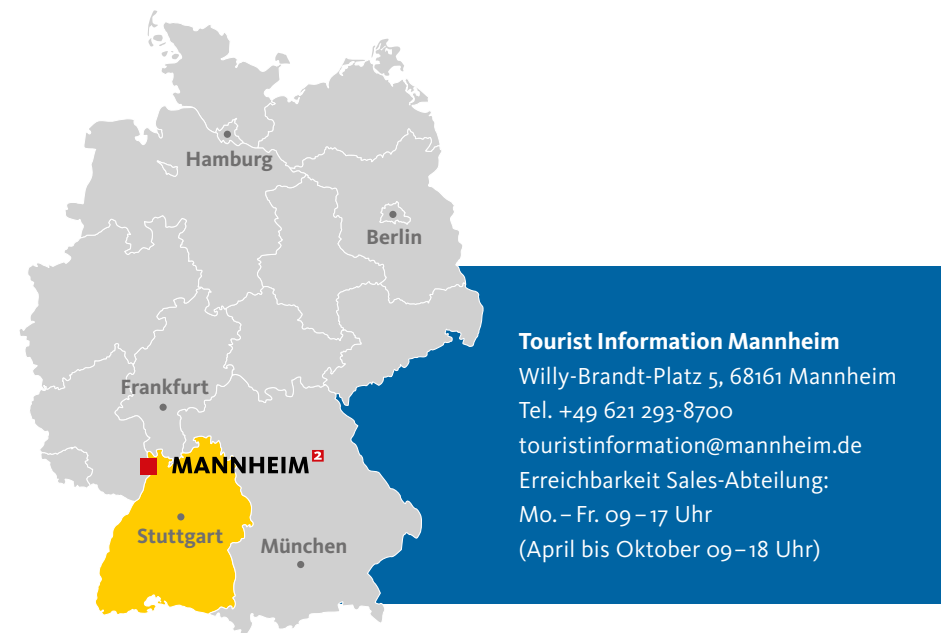 Hamburg
Berlin
Frankfurt
MANNHEIM²
Stuttgart
München
Tourist Information Mannheim
Willy-Brandt-Platz 5, 68161 Mannheim
Tel. +49 621 293-8700
touristinformation@mannheim.de
Erreichbarkeit Sales-Abteilung:
Mo. – Fr. 09 – 17 Uhr
(April bis Oktober 09 – 18 Uhr)